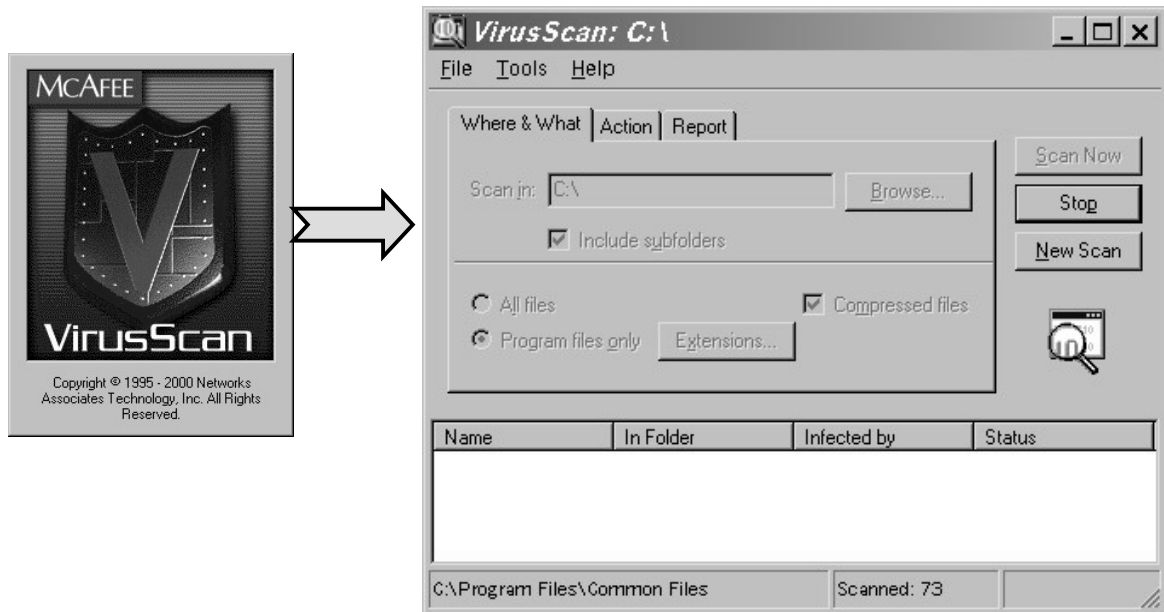 McAFEE
VirusScan
Copyright © 1995 - 2000 Networks
Associates Technology, Inc. All Rights
Reserved.
VirusScan: C:\
File Tools Help
Where & What Action Report
Scan in: C:\ Browse...
Include subfolders
All files Compressed files
Program files only Extensions...
Scan Now
Stop
New Scan
Name In Folder Infected by Status
C:\Program Files\Common Files Scanned: 73